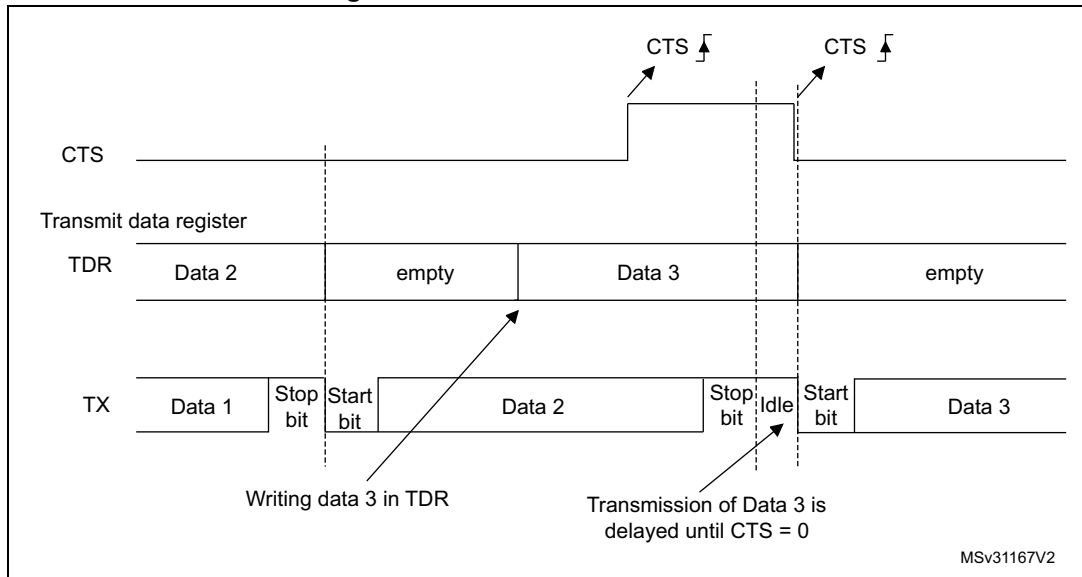 CTS
CTS
CTS
Transmit data register
TDR
Data 2
empty
Data 3
empty
TX
Data 1
Stop
bit
Start
bit
Data 2
Stop
bit
Idle
Start
bit
Data 3
Writing data 3 in TDR
Transmission of Data 3 is
delayed until CTS = 0
MSv31167V2